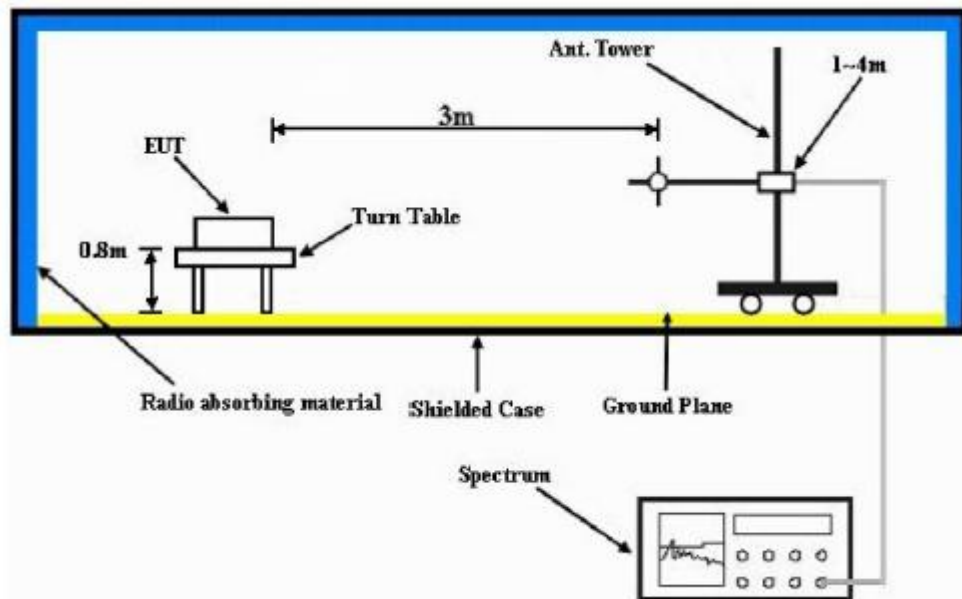 Ant. Tower
1~4m
3m
EUT
Turn Table
0.8m
Radio absorbing material
Shielded Case
Ground Plane
Spectrum